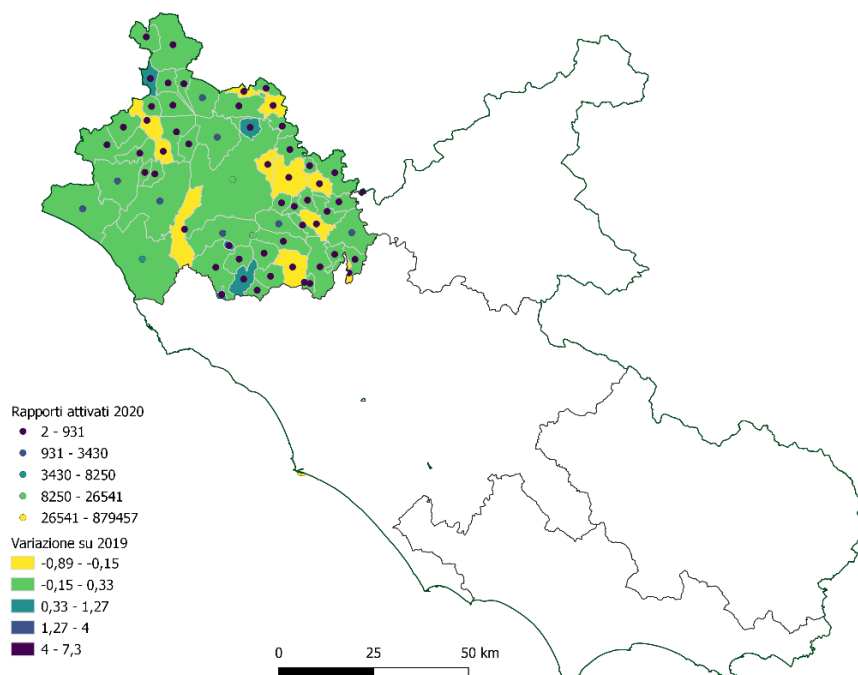 Rapporti attivati 2020
2 - 931
931 - 3430
3430 - 8250
8250 - 26541
26541 - 879457
Variazione su 2019
-0,89 - -0,15
-0,15 - 0,33
0,33 - 1,27
1,27 - 4
4 - 7,3
0 25 50 km